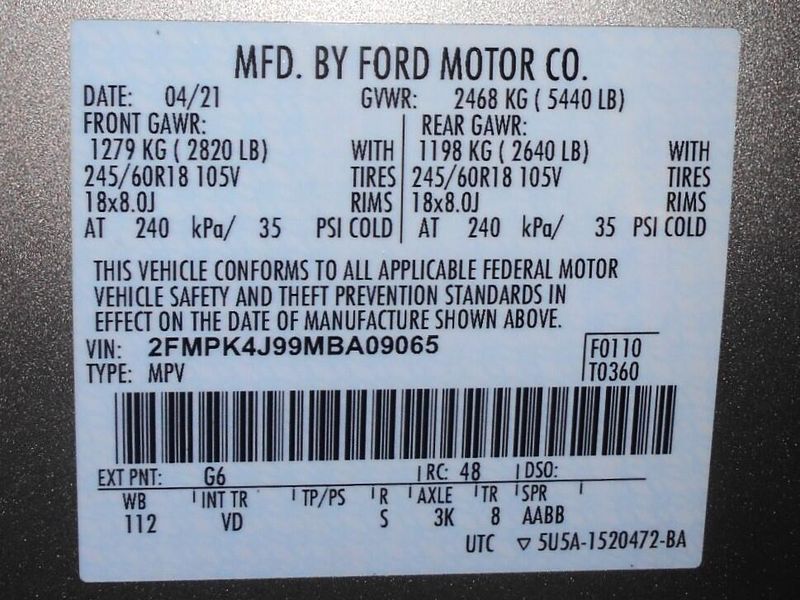 MFD. BY FORD MOTOR CO.
DATE: 04/21 GVWR: 2468 KG ( 5440 LB)
FRONT GAWR: REAR GAWR:
1279 KG ( 2820 LB) WITH 1198 KG ( 2640 LB) WITH
245/60R18 105V TIRES 245/60R18 105V TIRES
18x8.0J RIMS 18x8.0J RIMS
AT 240 kPa/ 35 PSI COLD AT 240 kPa/ 35 PSI COLD
THIS VEHICLE CONFORMS TO ALL APPLICABLE FEDERAL MOTOR
VEHICLE SAFETY AND THEFT PREVENTION STANDARDS IN
EFFECT ON THE DATE OF MANUFACTURE SHOWN ABOVE.
VIN: 2FMPK4J99MBA09065 F0110
TYPE: MPV T0360
EXT PNT: G6 RC: 48 DSO:
WB INT TR TP/PS R AXLE TR SPR
112 VD S 3K 8 AABB
UTC ▽ 5U5A-1520472-BA